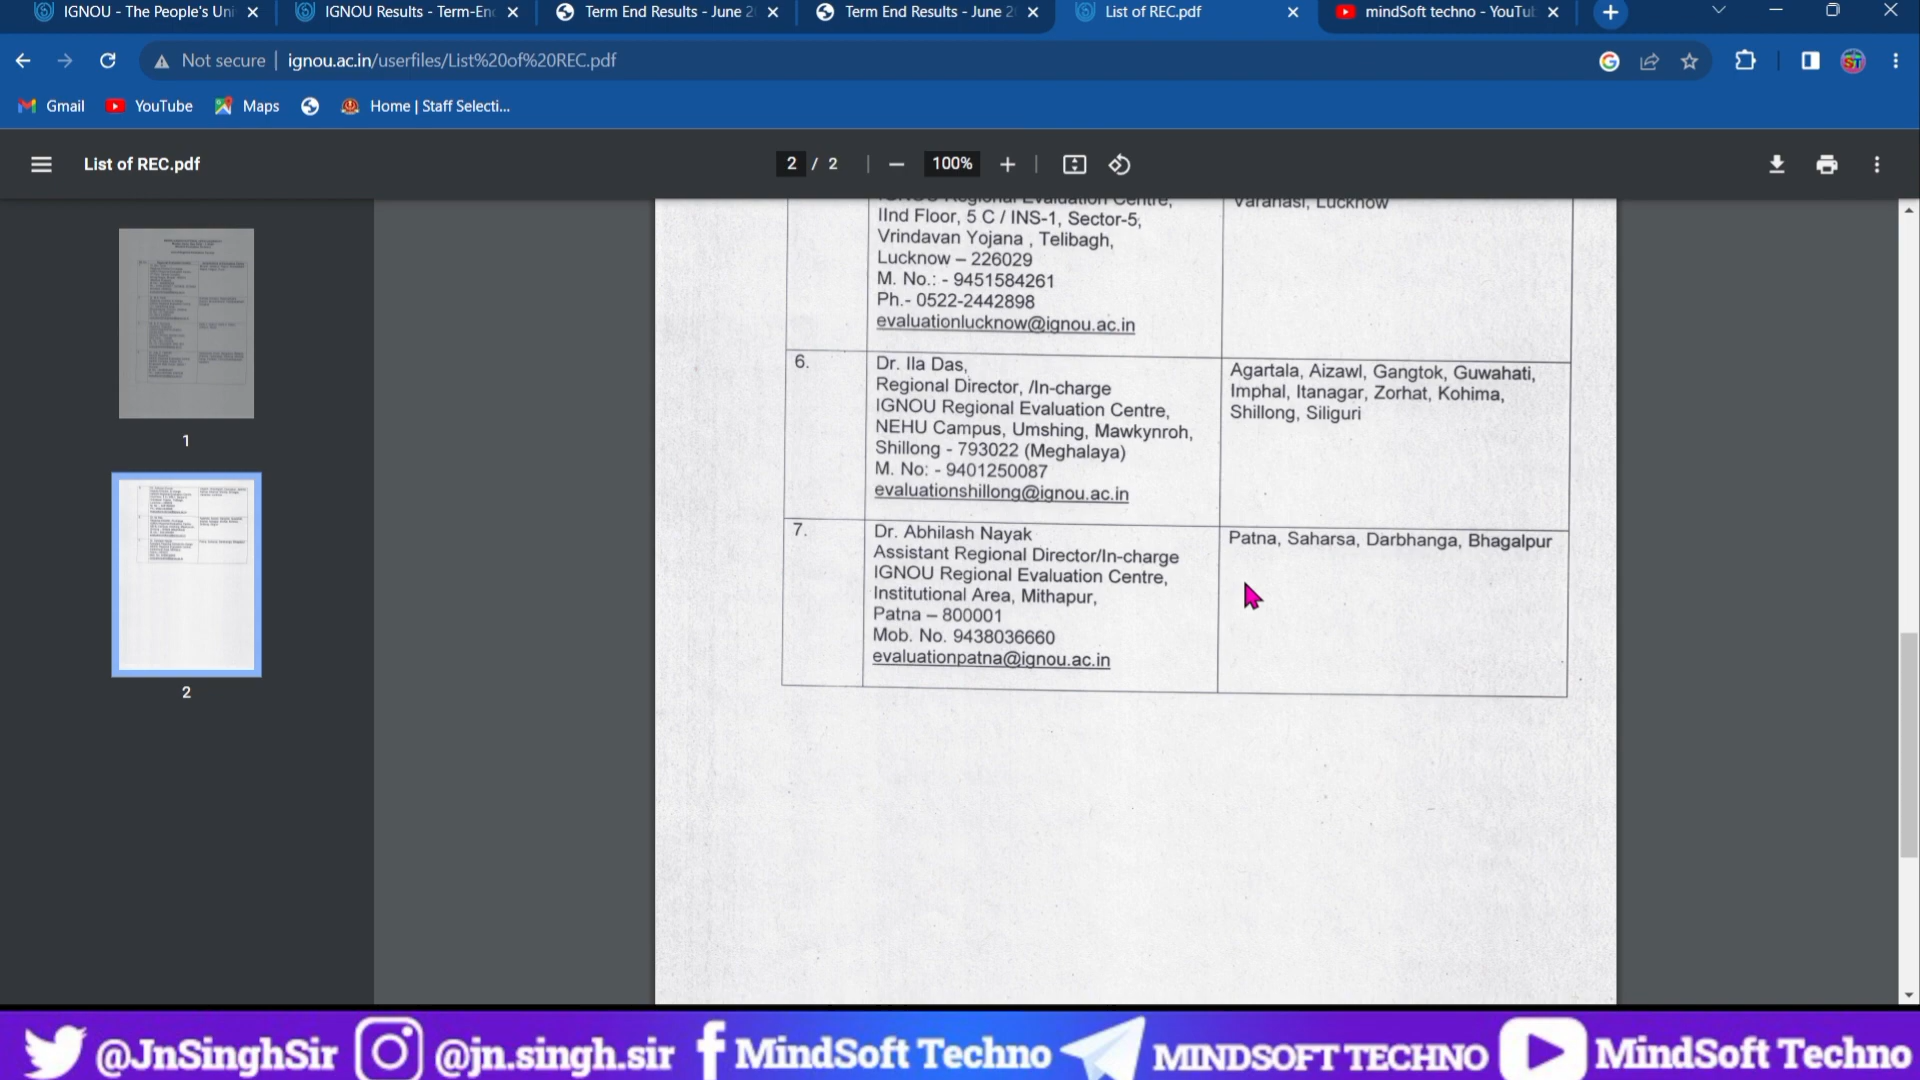 IGNOU - The People's Uni
IGNOU Results - Term-En
Term End Results - June 2
Term End Results - June 2
List of REC.pdf
mindSoft techno - YouTu
Not secure
ignou.ac.in/userfiles/List%20of%20REC.pdf
Gmail
YouTube
Maps
Home | Staff Selecti...
List of REC.pdf
2 / 2
100%
1
2
IGNOU Regional Evaluation Centre,
IInd Floor, 5 C / INS-1, Sector-5,
Vrindavan Yojana , Telibagh,
Lucknow – 226029
M. No.: - 9451584261
Ph.- 0522-2442898
evaluationlucknow@ignou.ac.in
Varanasi, Lucknow
6.
Dr. Ila Das,
Regional Director, /In-charge
IGNOU Regional Evaluation Centre,
NEHU Campus, Umshing, Mawkynroh,
Shillong - 793022 (Meghalaya)
M. No: - 9401250087
evaluationshillong@ignou.ac.in
Agartala, Aizawl, Gangtok, Guwahati,
Imphal, Itanagar, Zorhat, Kohima,
Shillong, Siliguri
7.
Dr. Abhilash Nayak
Assistant Regional Director/In-charge
IGNOU Regional Evaluation Centre,
Institutional Area, Mithapur,
Patna – 800001
Mob. No. 9438036660
evaluationpatna@ignou.ac.in
Patna, Saharsa, Darbhanga, Bhagalpur
@JnSinghSir
@jn.singh.sir
MindSoft Techno
MINDSOFT TECHNO
MindSoft Techno